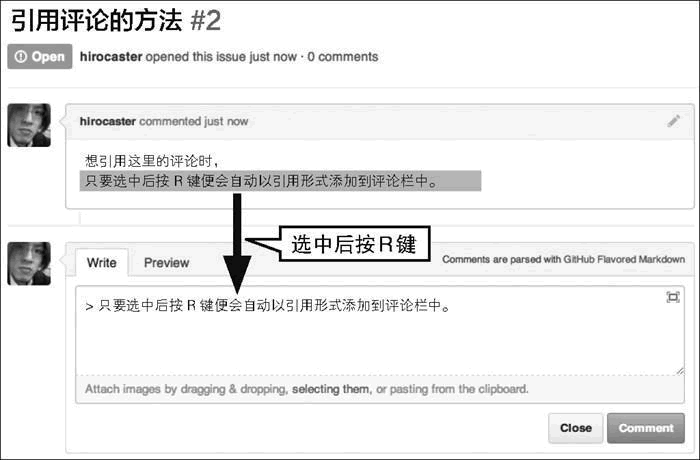 引用评论的方法 #2
Open hirocaster opened this issue just now · 0 comments
hirocaster commented just now
想引用这里的评论时，
只要选中后按 R 键便会自动以引用形式添加到评论栏中。
选中后按R键
Write Preview Comments are parsed with GitHub Flavored Markdown
> 只要选中后按 R 键便会自动以引用形式添加到评论栏中。
Attach images by dragging & dropping, selecting them, or pasting from the clipboard.
Close Comment